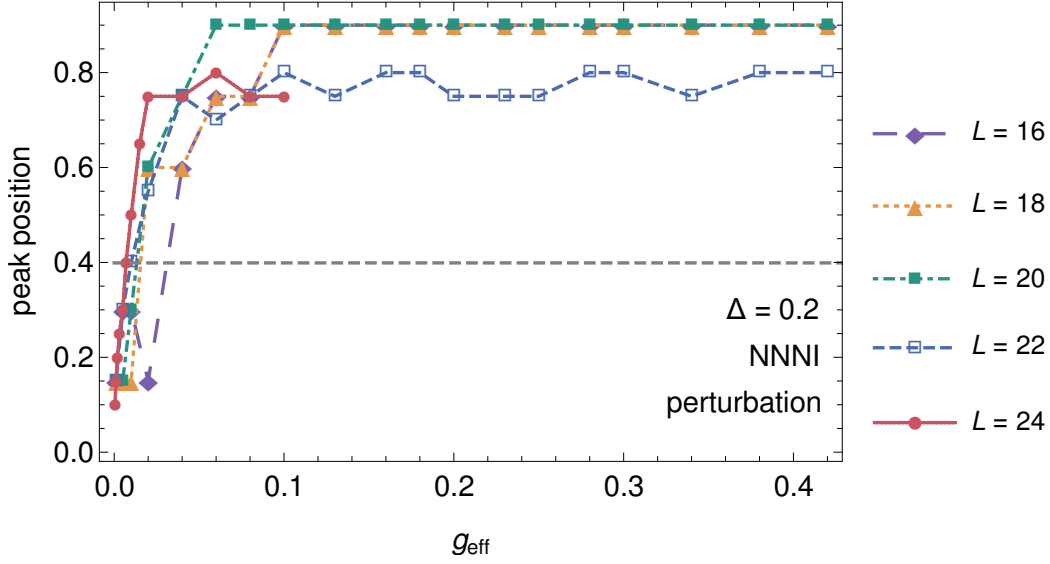 peak position
0.8
0.6
0.4
0.2
0.0
Δ = 0.2
NNNI
perturbation
0.0 0.1 0.2 0.3 0.4
g_eff
L = 16
L = 18
L = 20
L = 22
L = 24